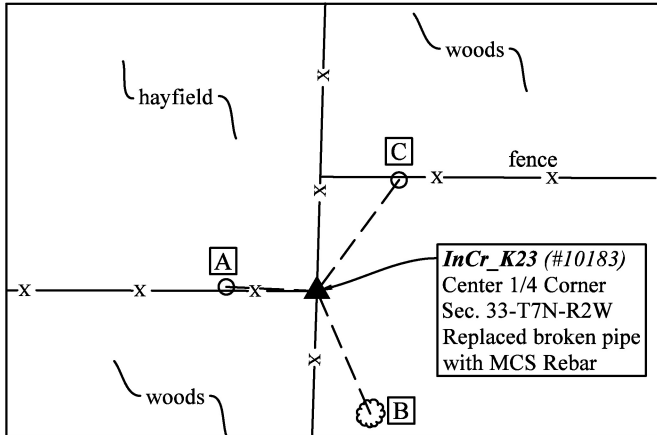 woods
x
hayfield
C
fence
x
x
x
A
InCr_K23 (#10183)
Center 1/4 Corner
Sec. 33-T7N-R2W
Replaced broken pipe
with MCS Rebar
x
x
x
x
woods
B